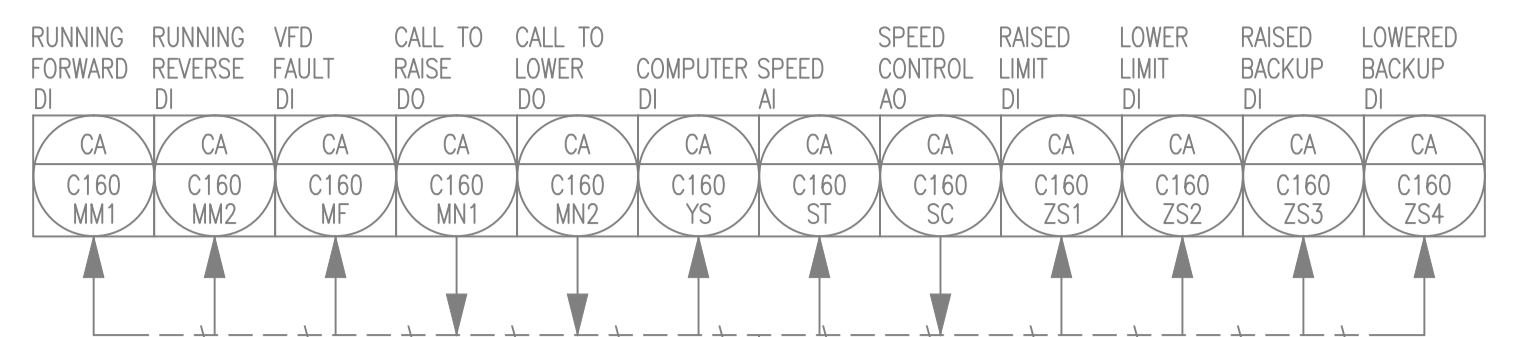 RUNNING FORWARD DI
RUNNING REVERSE DI
VFD FAULT DI
CALL TO RAISE DO
CALL TO LOWER DO
COMPUTER DI
SPEED AI
SPEED CONTROL AO
RAISED LIMIT DI
LOWER LIMIT DI
RAISED BACKUP DI
LOWERED BACKUP DI
CA CA CA CA CA CA CA CA CA CA CA CA
C160 C160 C160 C160 C160 C160 C160 C160 C160 C160 C160 C160
MM1 MM2 MF MN1 MN2 YS ST SC ZS1 ZS2 ZS3 ZS4